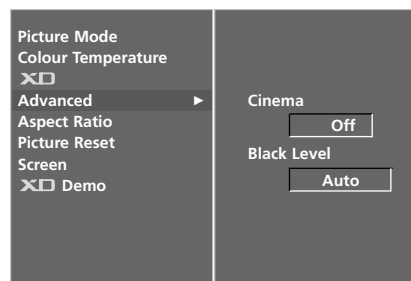 Picture Mode
Colour Temperature
XD
Advanced ►
Aspect Ratio
Picture Reset
Screen
XD Demo
Cinema
Off
Black Level
Auto